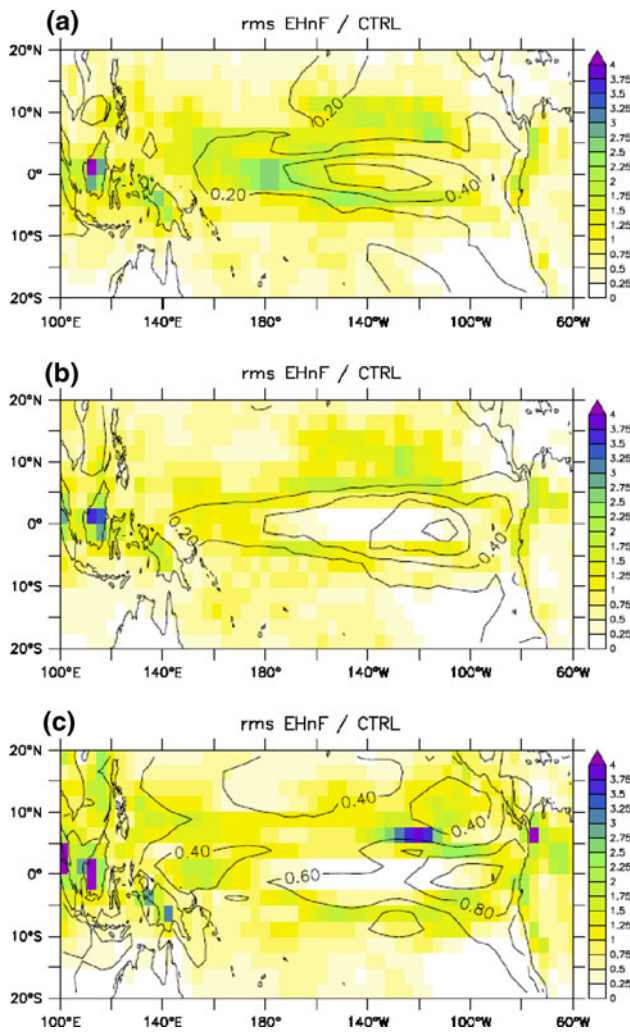 (a)
rms EHnF / CTRL
20°N
10°N
0°
10°S
20°S
100°E
140°E
180°
140°W
100°W
60°W
0.20
0.20
0.40
4
3.75
3.5
3.25
3
2.75
2.5
2.25
2
1.75
1.5
1.25
1
0.75
0.5
0.25
0
(b)
rms EHnF / CTRL
20°N
10°N
0°
10°S
20°S
100°E
140°E
180°
140°W
100°W
60°W
0.20
0.40
4
3.75
3.5
3.25
3
2.75
2.5
2.25
2
1.75
1.5
1.25
1
0.75
0.5
0.25
0
(c)
rms EHnF / CTRL
20°N
10°N
0°
10°S
20°S
100°E
140°E
180°
140°W
100°W
60°W
0.40
0.40
0.40
0.60
0.80
4
3.75
3.5
3.25
3
2.75
2.5
2.25
2
1.75
1.5
1.25
1
0.75
0.5
0.25
0